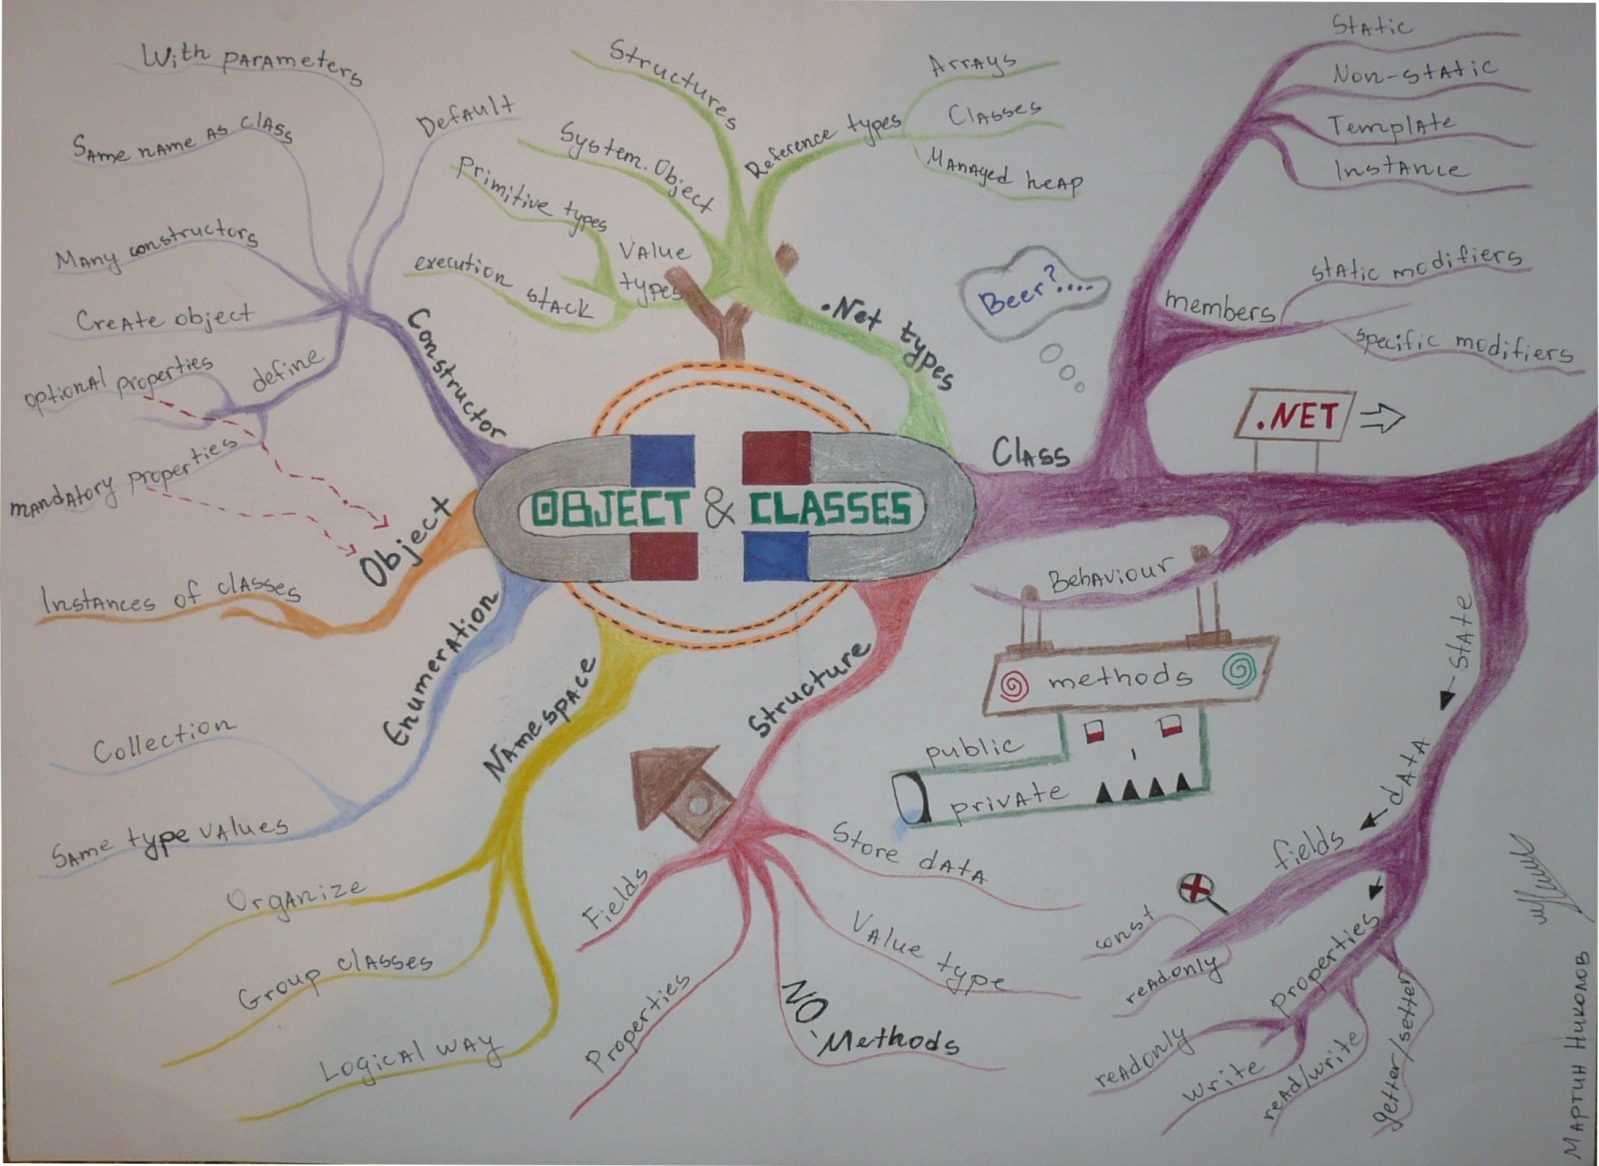 OBJECT & CLASSES
Constructor
With parameters
Same name as class
Default
Many constructors
Create object
define
optional properties
mandatory properties
Object
Instances of classes
Enumeration
Collection
Same type values
Namespace
Organize
Group classes
Logical way
Structure
Fields
Properties
NO-
Methods
Value type
Store data
.Net types
Structures
System.Object
Value
types
primitive types
execution stack
Reference types
Arrays
Classes
Managed heap
Beer?....
Class
Static
Non-static
Template
Instance
members
static modifiers
specific modifiers
.NET
Behaviour
methods
public
private
state
data
fields
const
readonly
Properties
readonly
write
read/write
getter/setter
Мартин Николов